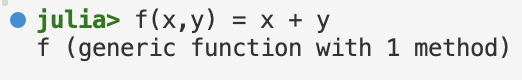 julia> f(x,y) = x + y
f (generic function with 1 method)